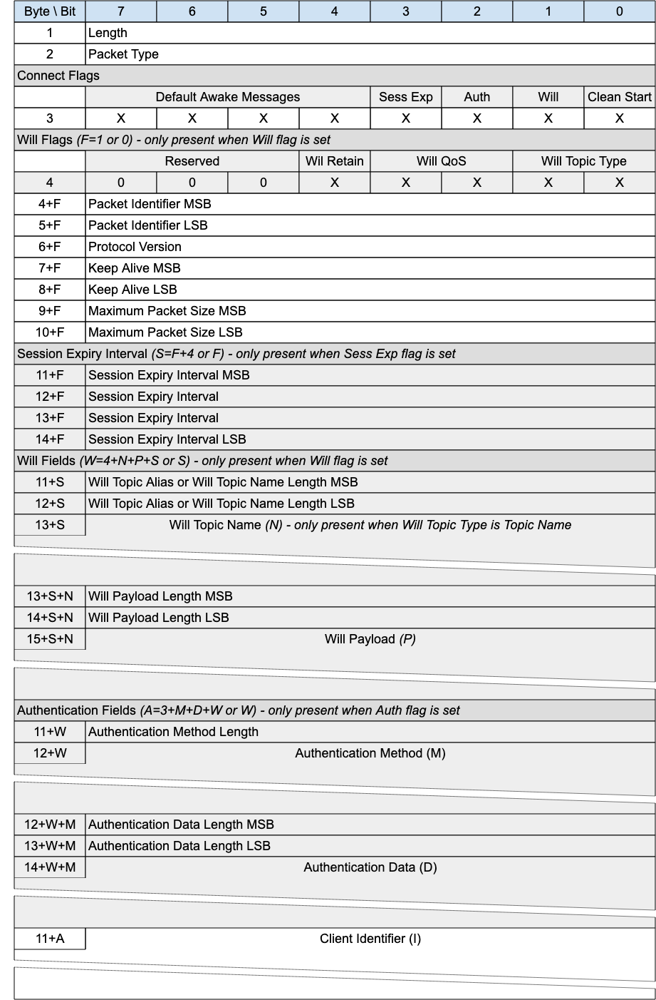 Byte \ Bit 7 6 5 4 3 2 1 0
1 Length
2 Packet Type
Connect Flags
Default Awake Messages Sess Exp Auth Will Clean Start
3 X X X X X X X X
Will Flags (F=1 or 0) - only present when Will flag is set
Reserved Wil Retain Will QoS Will Topic Type
4 0 0 0 X X X X X
4+F Packet Identifier MSB
5+F Packet Identifier LSB
6+F Protocol Version
7+F Keep Alive MSB
8+F Keep Alive LSB
9+F Maximum Packet Size MSB
10+F Maximum Packet Size LSB
Session Expiry Interval (S=F+4 or F) - only present when Sess Exp flag is set
11+F Session Expiry Interval MSB
12+F Session Expiry Interval
13+F Session Expiry Interval
14+F Session Expiry Interval LSB
Will Fields (W=4+N+P+S or S) - only present when Will flag is set
11+S Will Topic Alias or Will Topic Name Length MSB
12+S Will Topic Alias or Will Topic Name Length LSB
13+S Will Topic Name (N) - only present when Will Topic Type is Topic Name
13+S+N Will Payload Length MSB
14+S+N Will Payload Length LSB
15+S+N Will Payload (P)
Authentication Fields (A=3+M+D+W or W) - only present when Auth flag is set
11+W Authentication Method Length
12+W Authentication Method (M)
12+W+M Authentication Data Length MSB
13+W+M Authentication Data Length LSB
14+W+M Authentication Data (D)
11+A Client Identifier (I)